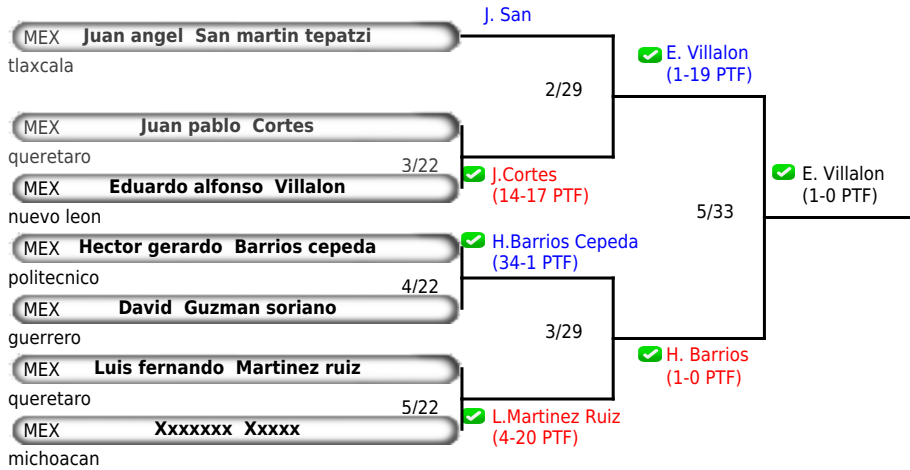 J. San
MEX Juan angel San martin tepatzi
tlaxcala
E. Villalon
(1-19 PTF)
2/29
MEX Juan pablo Cortes
queretaro
3/22
J.Cortes
(14-17 PTF)
MEX Eduardo alfonso Villalon
nuevo leon
E. Villalon
(1-0 PTF)
5/33
MEX Hector gerardo Barrios cepeda
politecnico
H.Barrios Cepeda
(34-1 PTF)
4/22
MEX David Guzman soriano
guerrero
3/29
H. Barrios
(1-0 PTF)
MEX Luis fernando Martinez ruiz
queretaro
5/22
L.Martinez Ruiz
(4-20 PTF)
MEX Xxxxxxx Xxxxx
michoacan